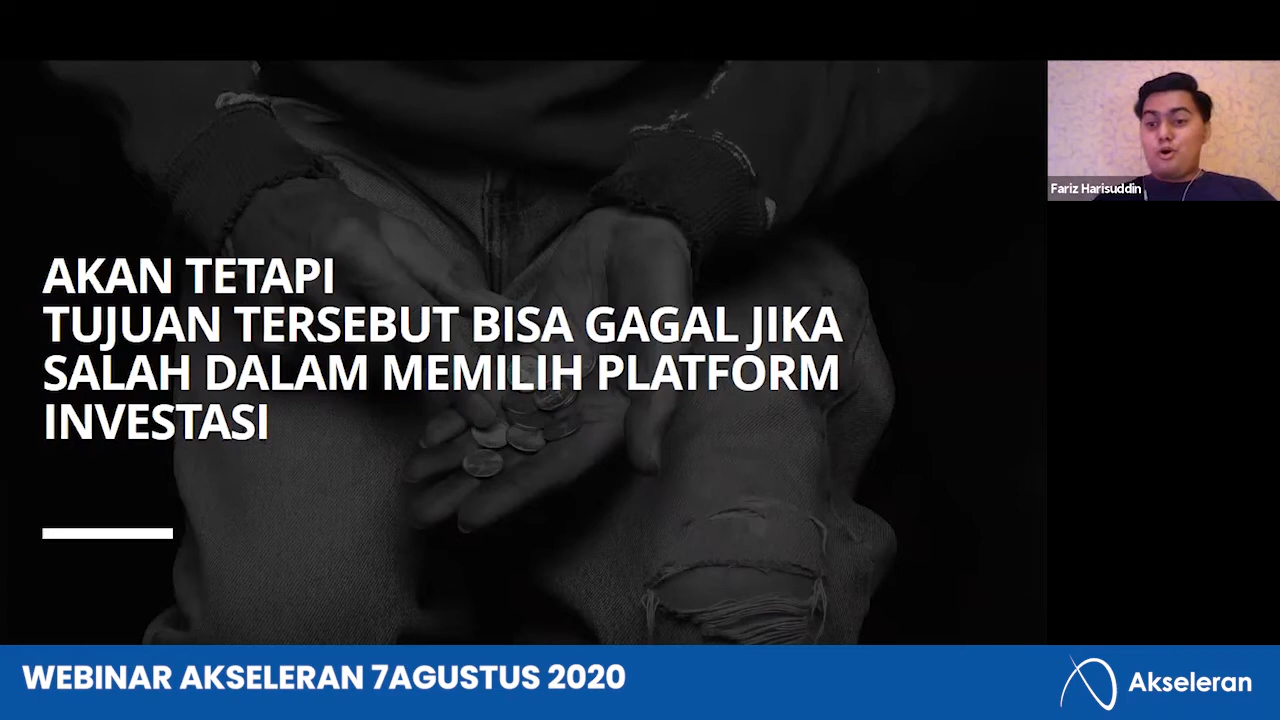 AKAN TETAPI
TUJUAN TERSEBUT BISA GAGAL JIKA
SALAH DALAM MEMILIH PLATFORM
INVESTASI
Fariz Harisuddin
WEBINAR AKSELERAN 7AGUSTUS 2020
Akseleran